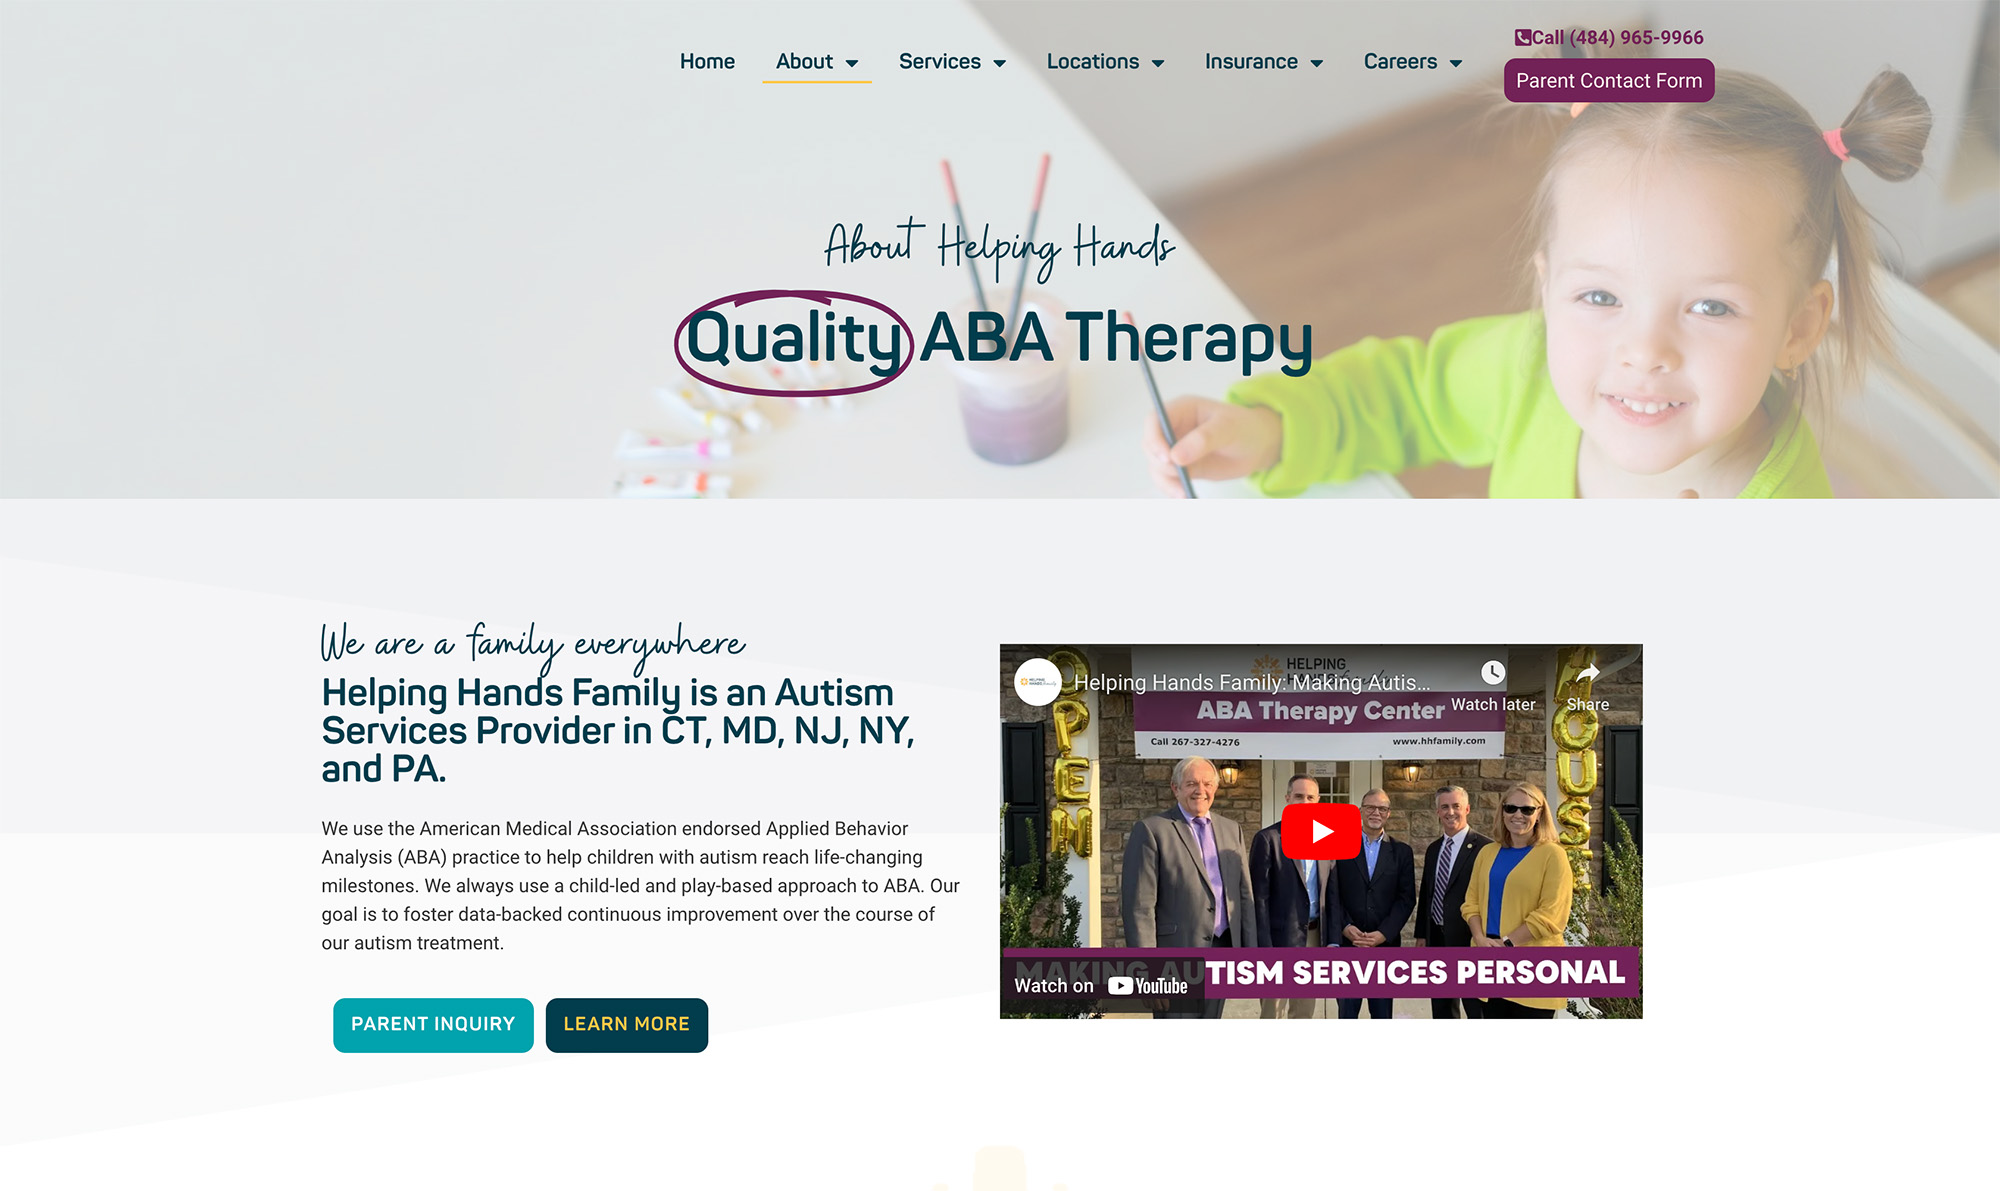 Call (484) 965-9966
Home About Services Locations Insurance Careers
Parent Contact Form
About Helping Hands
Quality ABA Therapy
We are a family everywhere
Helping Hands Family is an Autism
Services Provider in CT, MD, NJ, NY,
and PA.
We use the American Medical Association endorsed Applied Behavior
Analysis (ABA) practice to help children with autism reach life-changing
milestones. We always use a child-led and play-based approach to ABA. Our
goal is to foster data-backed continuous improvement over the course of
our autism treatment.
PARENT INQUIRY LEARN MORE
HELPING
Helping Hands Family: Making Autis...
Watch later Share
ABA Therapy Center
Call 267-327-4276 www.hhfamily.com
OPEN
HOUSE
MAKING AUTISM SERVICES PERSONAL
Watch on YouTube